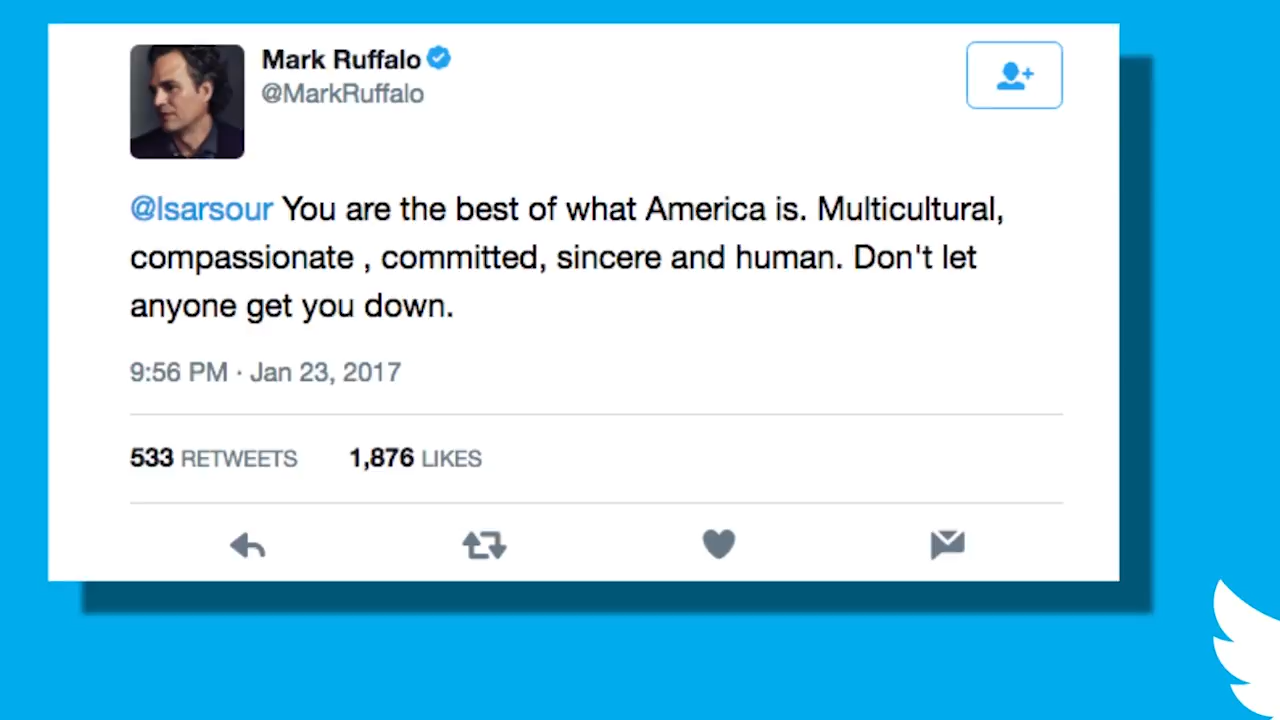 Mark Ruffalo
@MarkRuffalo
@lsarsour You are the best of what America is. Multicultural,
compassionate , committed, sincere and human. Don't let
anyone get you down.
9:56 PM · Jan 23, 2017
533 RETWEETS 1,876 LIKES